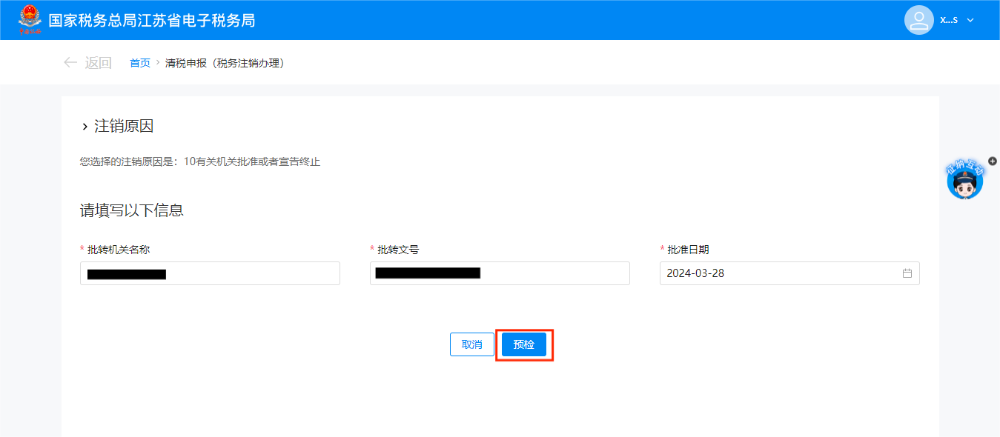 国家税务总局江苏省电子税务局
x...s
返回 首页 > 清税申报（税务注销办理）
注销原因
您选择的注销原因是：10有关机关批准或者宣告终止
请填写以下信息
* 批转机关名称 * 批转文号 * 批准日期
2024-03-28
取消 预检
征纳互动